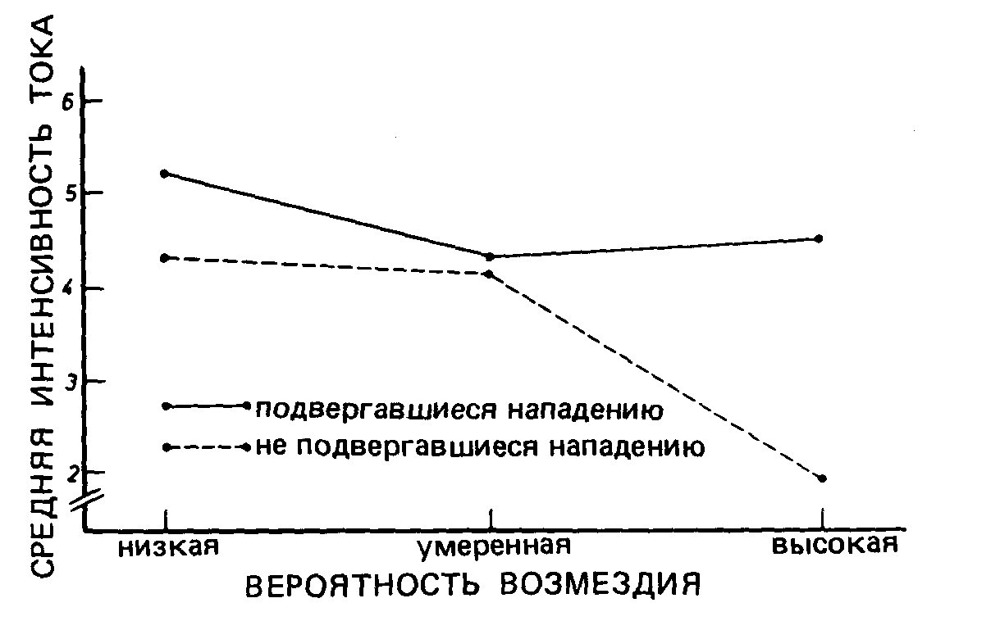 СРЕДНЯЯ ИНТЕНСИВНОСТЬ ТОКА
6
5
4
3
2
подвергавшиеся нападению
не подвергавшиеся нападению
низкая умеренная высокая
ВЕРОЯТНОСТЬ ВОЗМЕЗДИЯ